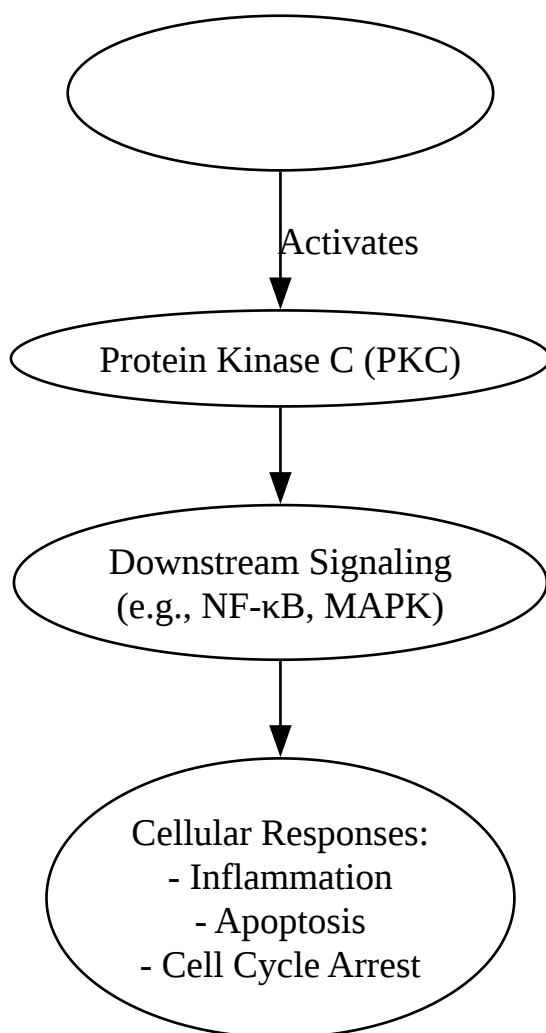 Activates
Protein Kinase C (PKC)
Downstream Signaling
(e.g., NF-κB, MAPK)
Cellular Responses:
- Inflammation
- Apoptosis
- Cell Cycle Arrest